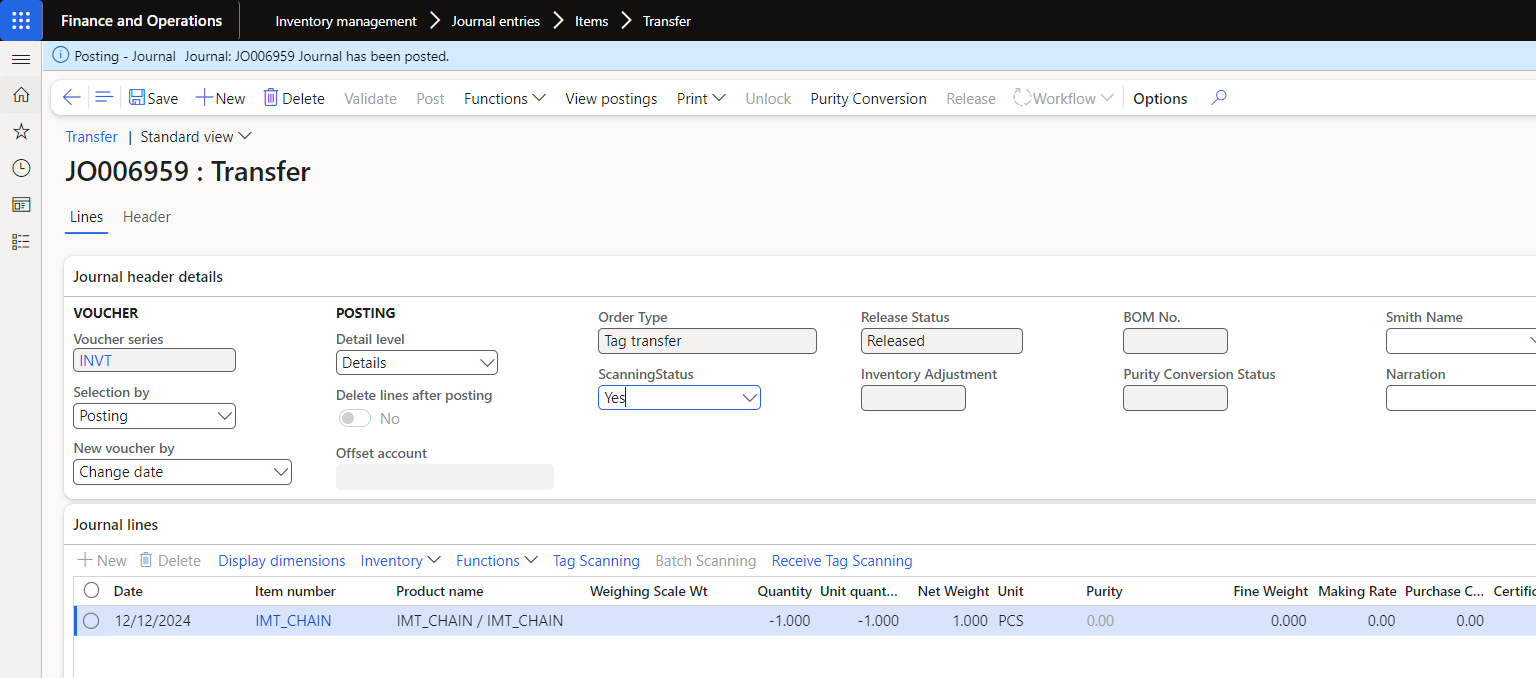 Finance and Operations Inventory management Journal entries Items Transfer
Posting - Journal Journal: JO006959 Journal has been posted.
Save New Delete Validate Post Functions View postings Print Unlock Purity Conversion Release Workflow Options
Transfer | Standard view
JO006959 : Transfer
Lines Header
Journal header details
VOUCHER
Voucher series
INVT
Selection by
Posting
New voucher by
Change date
POSTING
Detail level
Details
Delete lines after posting
No
Offset account
Order Type
Tag transfer
ScanningStatus
Yes
Release Status
Released
Inventory Adjustment
BOM No.
Purity Conversion Status
Smith Name
Narration
Journal lines
New Delete Display dimensions Inventory Functions Tag Scanning Batch Scanning Receive Tag Scanning
Date Item number Product name Weighing Scale Wt Quantity Unit quant... Net Weight Unit Purity Fine Weight Making Rate Purchase C... Certific
12/12/2024 IMT_CHAIN IMT_CHAIN / IMT_CHAIN -1.000 -1.000 1.000 PCS 0.00 0.000 0.00 0.00